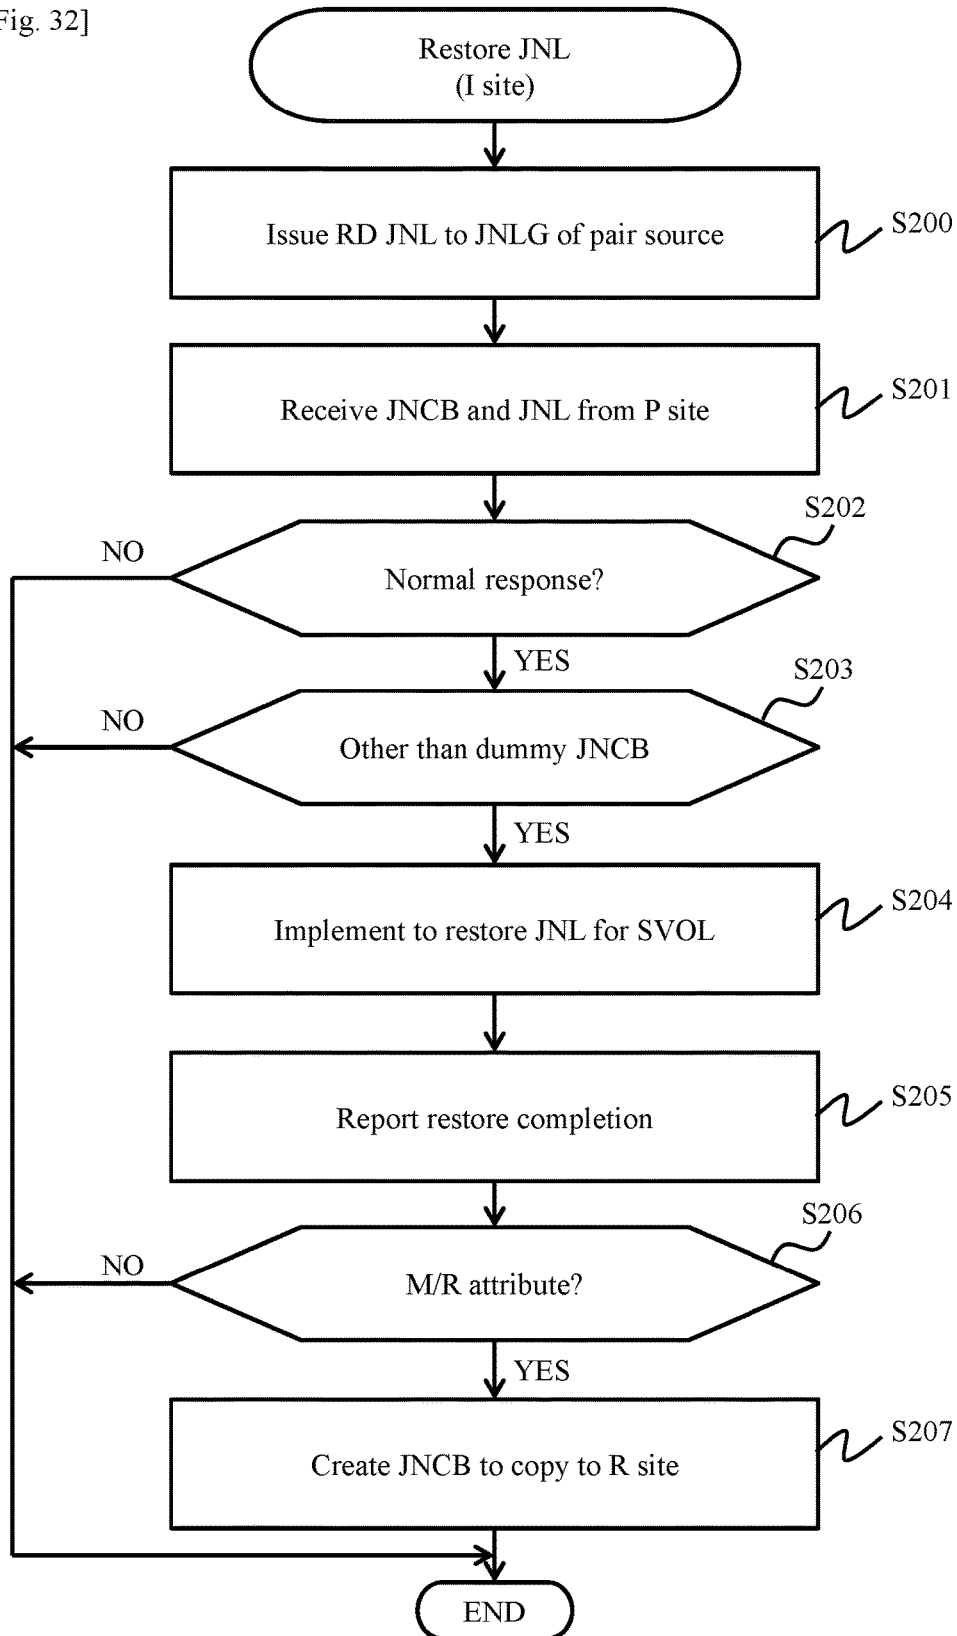 Fig. 32]
Restore JNL
(I site)
Issue RD JNL to JNLG of pair source
S200
Receive JNCB and JNL from P site
S201
S202
NO
Normal response?
YES
S203
NO
Other than dummy JNCB
YES
Implement to restore JNL for SVOL
S204
Report restore completion
S205
S206
NO
M/R attribute?
YES
Create JNCB to copy to R site
S207
END